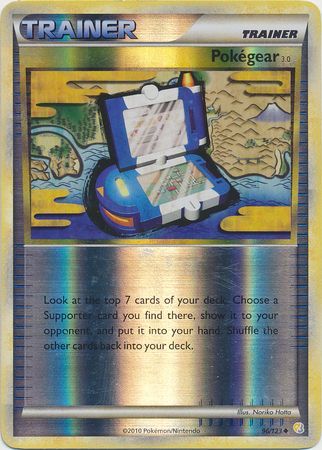 TRAINER
TRAINER
Pokégear 3.0
Look at the top 7 cards of your deck. Choose a
Supporter card you find there, show it to your
opponent, and put it into your hand. Shuffle the
other cards back into your deck.
Illus. Noriko Hotta
©2010 Pokémon/Nintendo
96/123